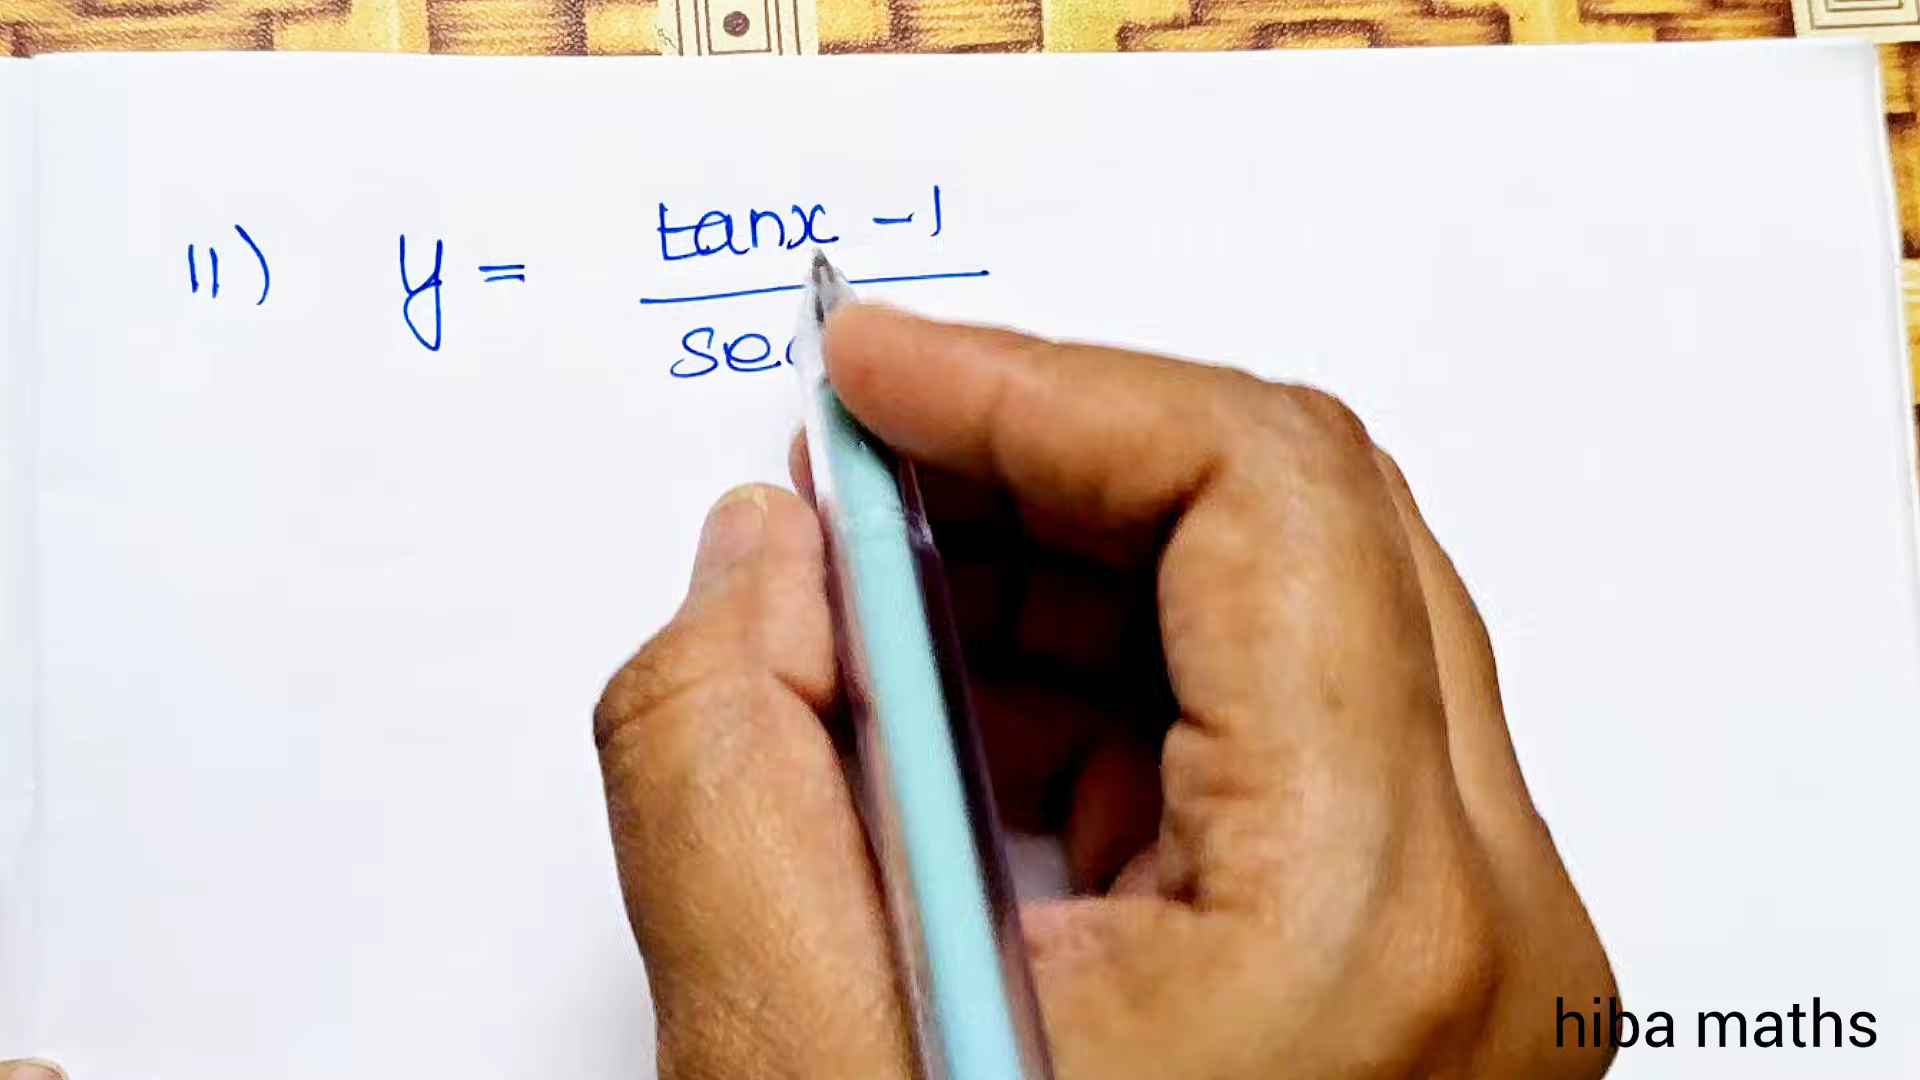 11) y = tanx - 1
se
hiba maths